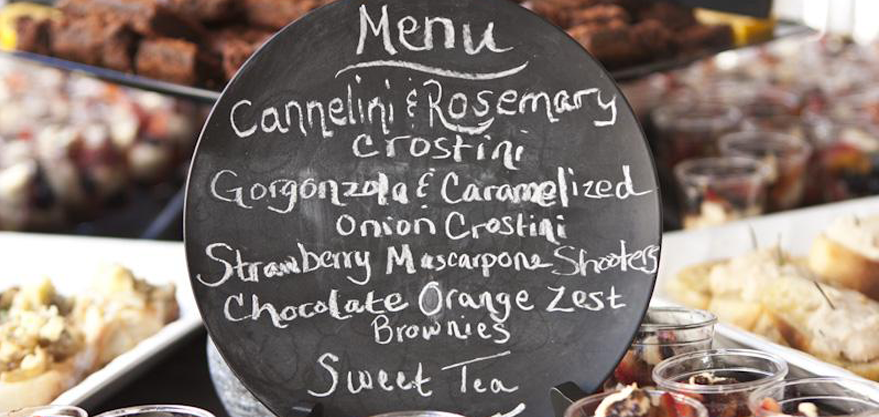 Menu
Cannelini & Rosemary
Crostini
Gorgonzola & Caramelized
Onion Crostini
Strawberry Mascarpone Shooters
Chocolate Orange Zest
Brownies
Sweet Tea